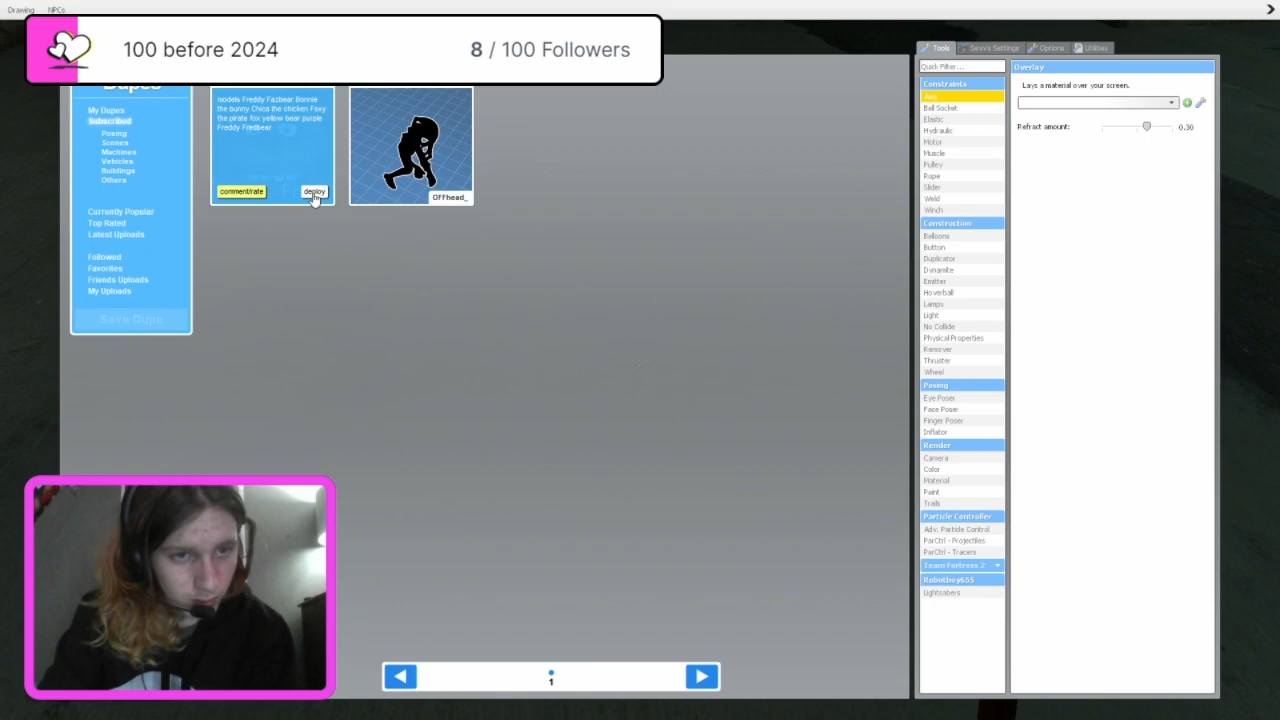 Drawing NPCs
100 before 2024 8 / 100 Followers
Tools Servs Settings Options Utilities
Dupes
My Dupes
Subscribed
Posing
Scenes
Machines
Vehicles
Buildings
Others
Currently Popular
Top Rated
Latest Uploads
Followed
Favorites
Friends Uploads
My Uploads
Save Dupe
models Freddy Fazbear Bonnie
the bunny Chica the chicken Foxy
the pirate fox yellow bear purple
Freddy Fredbear
comment/rate deploy
OFFhead_
1
Quick Filter...
Constraints
Axis
Ball Socket
Elastic
Hydraulic
Motor
Muscle
Pulley
Rope
Slider
Weld
Winch
Construction
Balloons
Button
Duplicator
Dynamite
Emitter
Hoverball
Lamps
Light
No Collide
Physical Properties
Remover
Thruster
Wheel
Posing
Eye Poser
Face Poser
Finger Poser
Inflator
Render
Camera
Color
Material
Paint
Trails
Particle Controller
Adv. Particle Control
ParCtrl - Projectiles
ParCtrl - Tracers
Team Fortress 2
Robotboy655
Lightsabers
Overlay
Lays a material over your screen.
Refract amount: 0.30